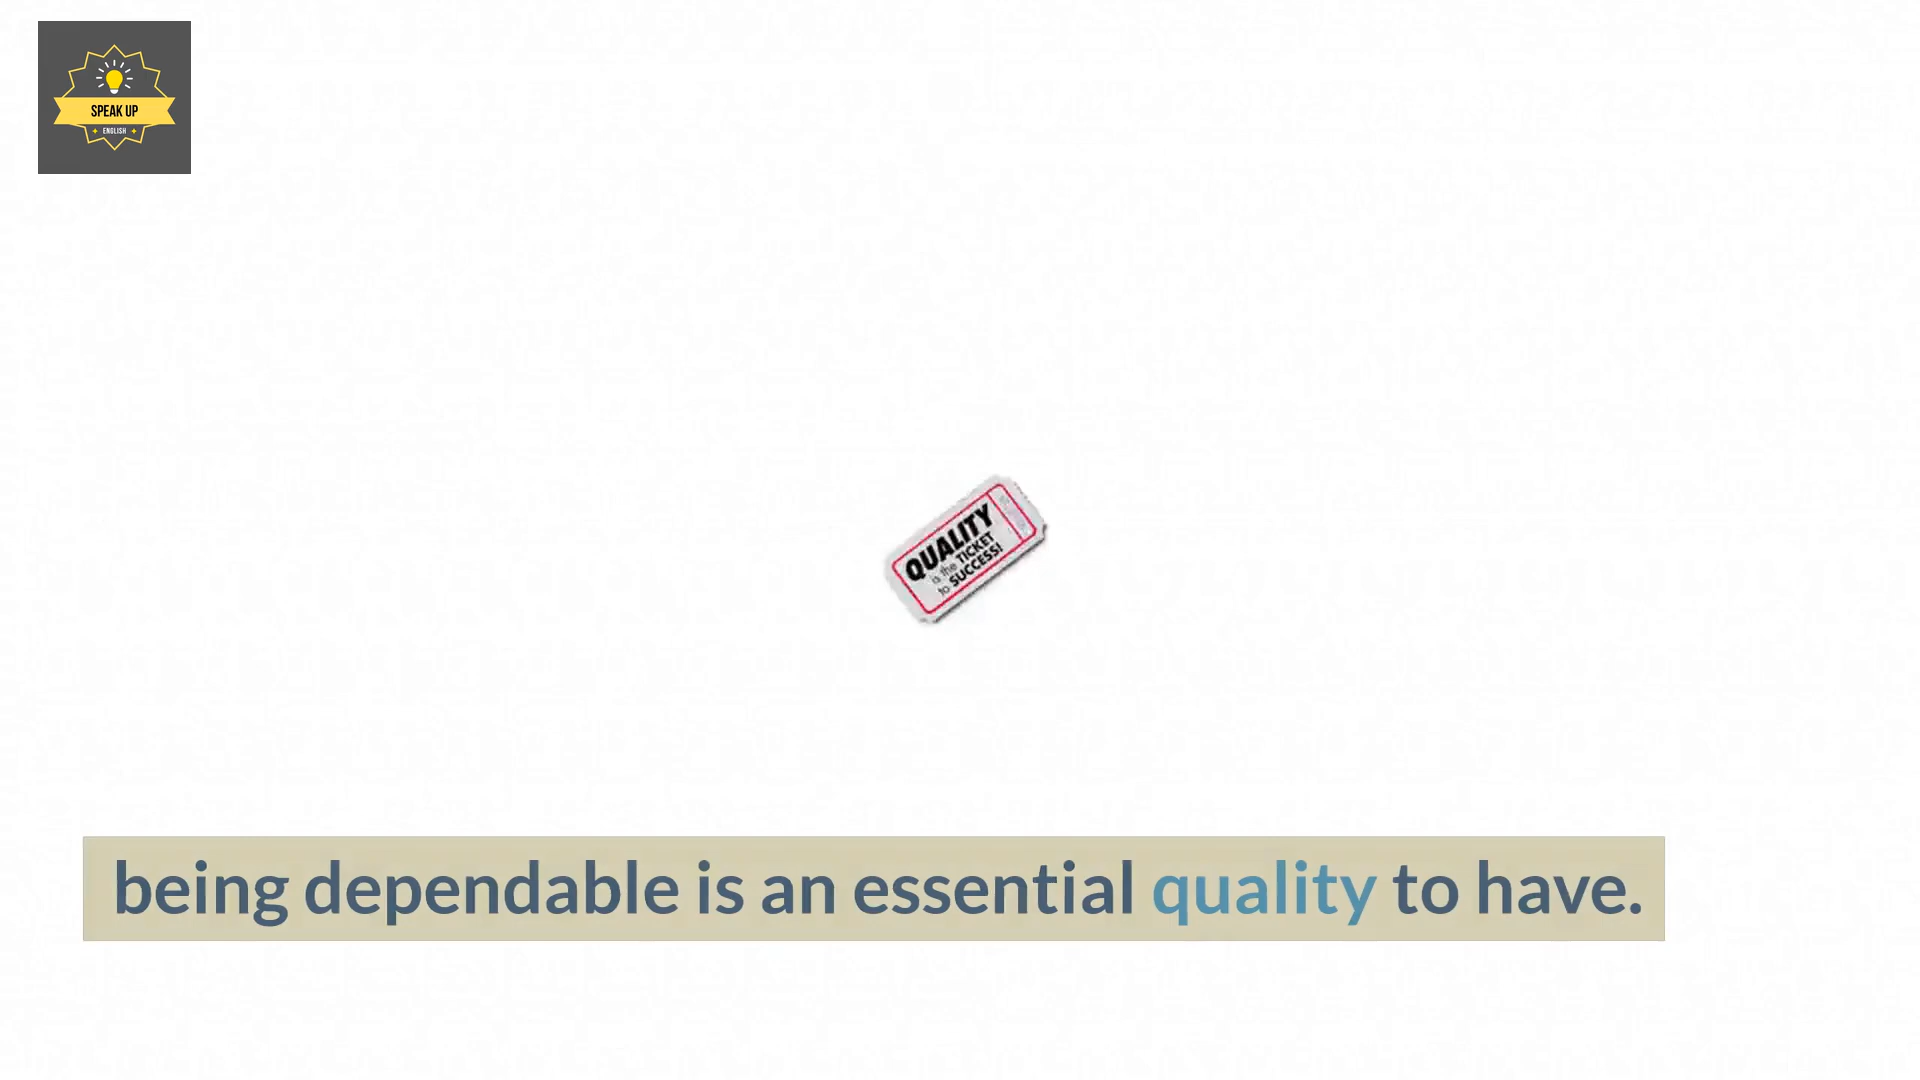 SPEAK UP
ENGLISH
QUALITY
is the TICKET
to SUCCESS!
being dependable is an essential quality to have.